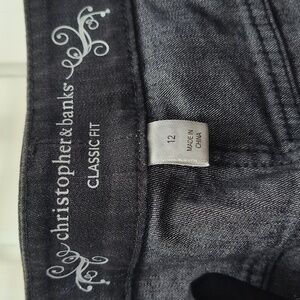 christopher&banks®
CLASSIC FIT
12
MADE IN
CHINA